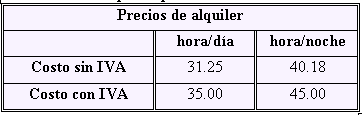 Precios de alquiler
hora/día hora/noche
Costo sin IVA 31.25 40.18
Costo con IVA 35.00 45.00